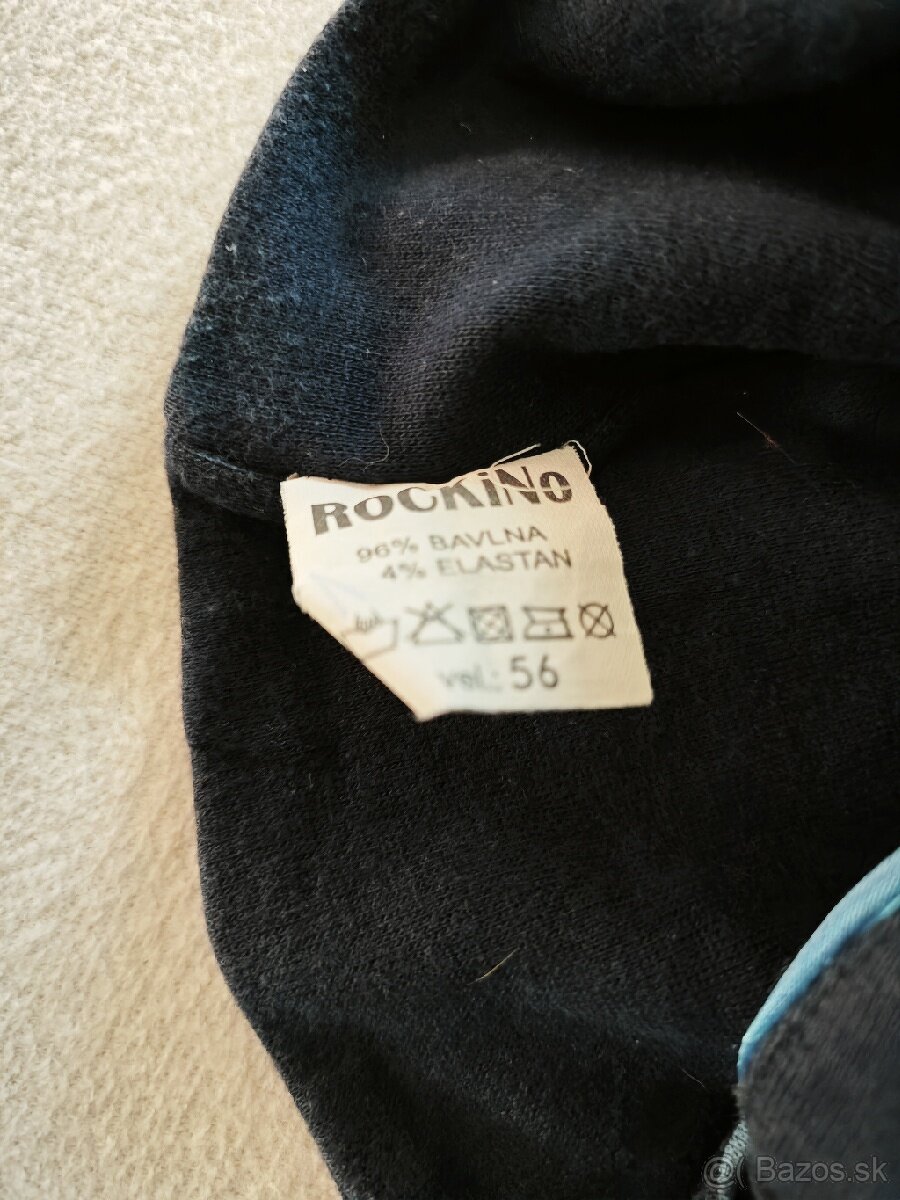 ROCKiNo
96% BAVLNA
4% ELASTAN
vel.: 56
@ Bazos.sk